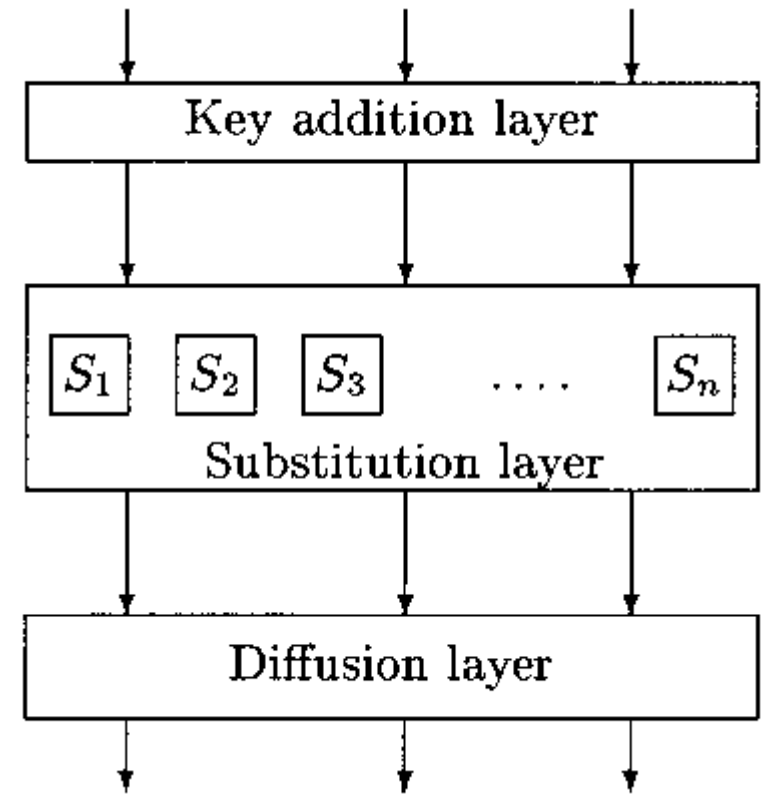 Key addition layer
S₁ S₂ S₃ .... Sₙ
Substitution layer
Diffusion layer